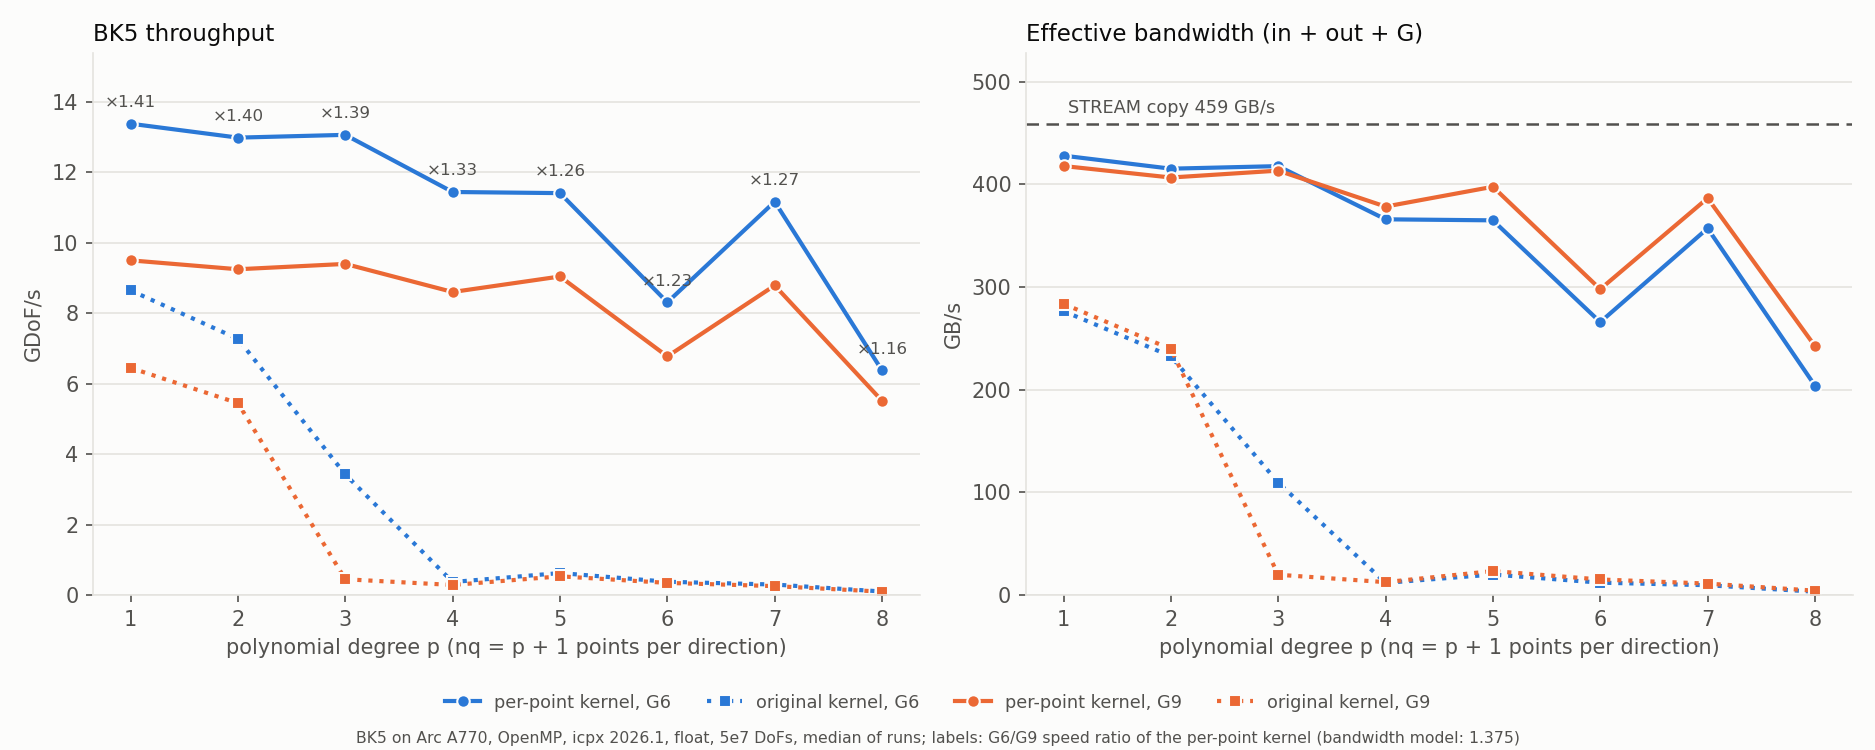 BK5 throughput
GDoF/s
14
12
10
8
6
4
2
0
×1.41
×1.40
×1.39
×1.33
×1.26
×1.23
×1.27
×1.16
1 2 3 4 5 6 7 8
polynomial degree p (nq = p + 1 points per direction)
Effective bandwidth (in + out + G)
GB/s
500
400
300
200
100
0
STREAM copy 459 GB/s
1 2 3 4 5 6 7 8
polynomial degree p (nq = p + 1 points per direction)
per-point kernel, G6 original kernel, G6 per-point kernel, G9 original kernel, G9
BK5 on Arc A770, OpenMP, icpx 2026.1, float, 5e7 DoFs, median of runs; labels: G6/G9 speed ratio of the per-point kernel (bandwidth model: 1.375)